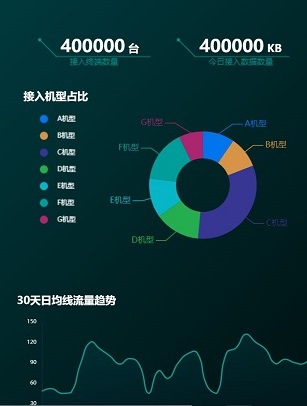 400000 台
接入终端数量
400000 KB
今日接入数据数量
接入机型占比
A机型
B机型
C机型
D机型
E机型
F机型
G机型
G机型
A机型
F机型
B机型
E机型
C机型
D机型
30天日均线流量趋势
150
120
90
60
30